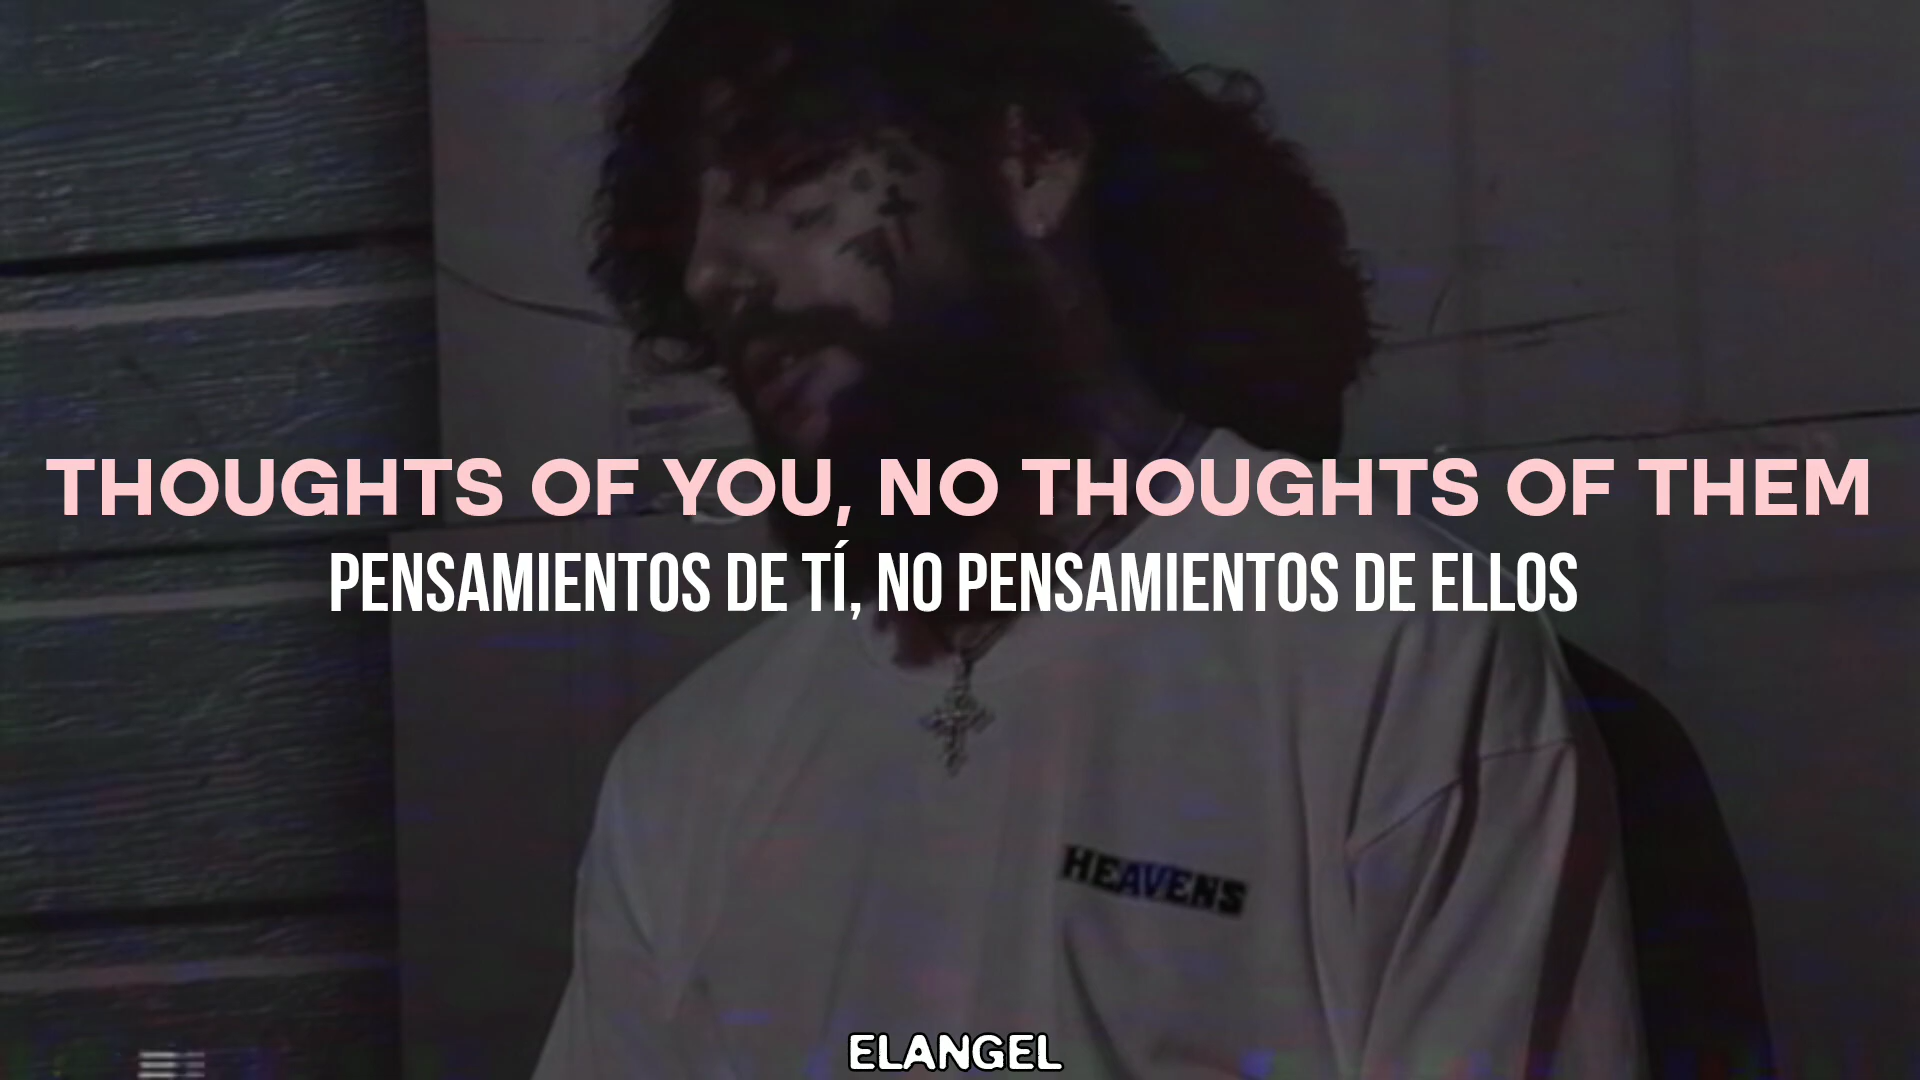 THOUGHTS OF YOU, NO THOUGHTS OF THEM
PENSAMIENTOS DE TÍ, NO PENSAMIENTOS DE ELLOS
HEAVENS
ELANGEL